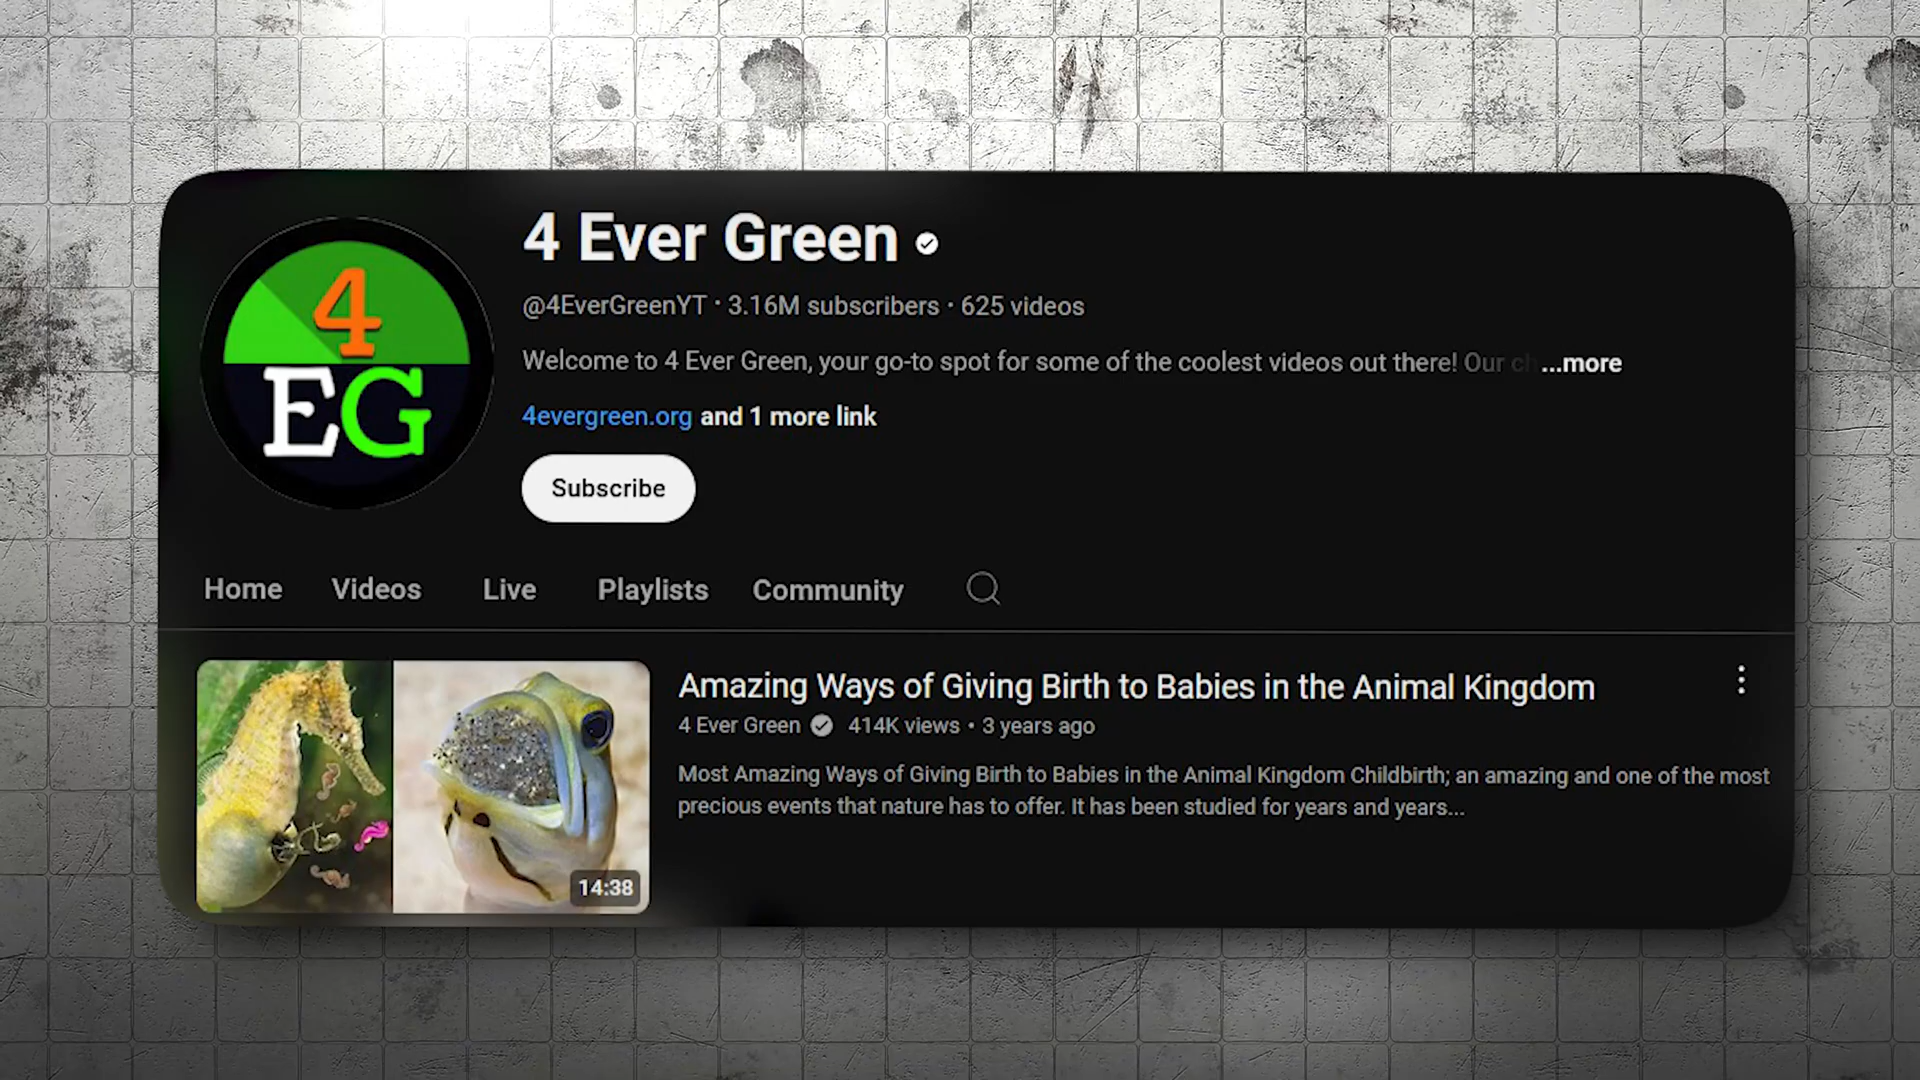 4
EG
4 Ever Green
@4EverGreenYT · 3.16M subscribers · 625 videos
Welcome to 4 Ever Green, your go-to spot for some of the coolest videos out there! Our ch ...more
4evergreen.org and 1 more link
Subscribe
Home Videos Live Playlists Community
Amazing Ways of Giving Birth to Babies in the Animal Kingdom
4 Ever Green 414K views • 3 years ago
Most Amazing Ways of Giving Birth to Babies in the Animal Kingdom Childbirth; an amazing and one of the most
precious events that nature has to offer. It has been studied for years and years...
14:38